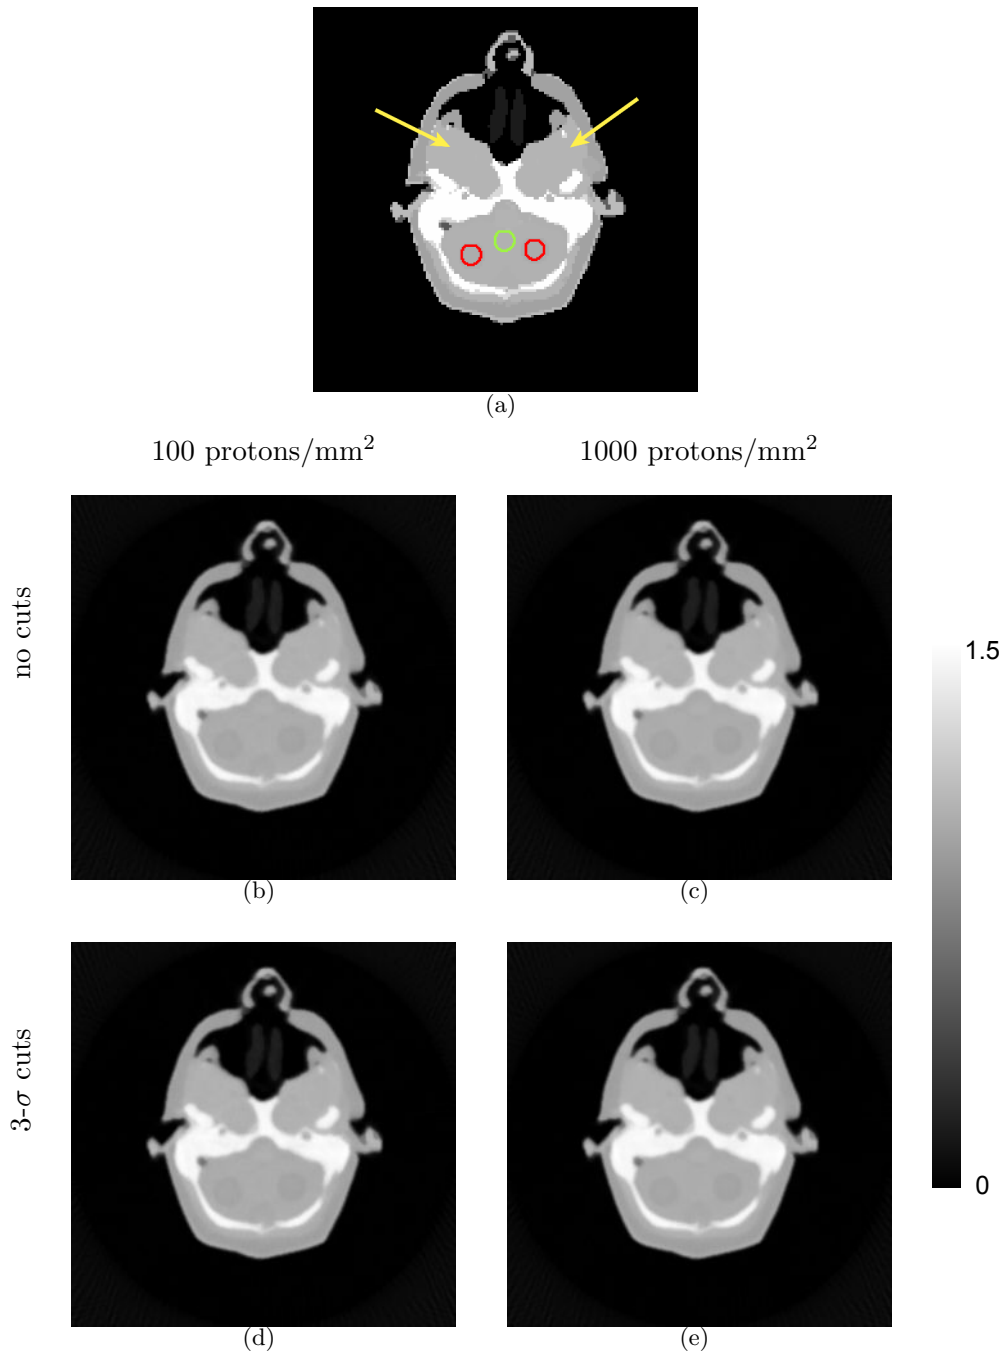 (a)
100 protons/mm²
1000 protons/mm²
no cuts
(b)
(c)
1.5
0
3-σ cuts
(d)
(e)